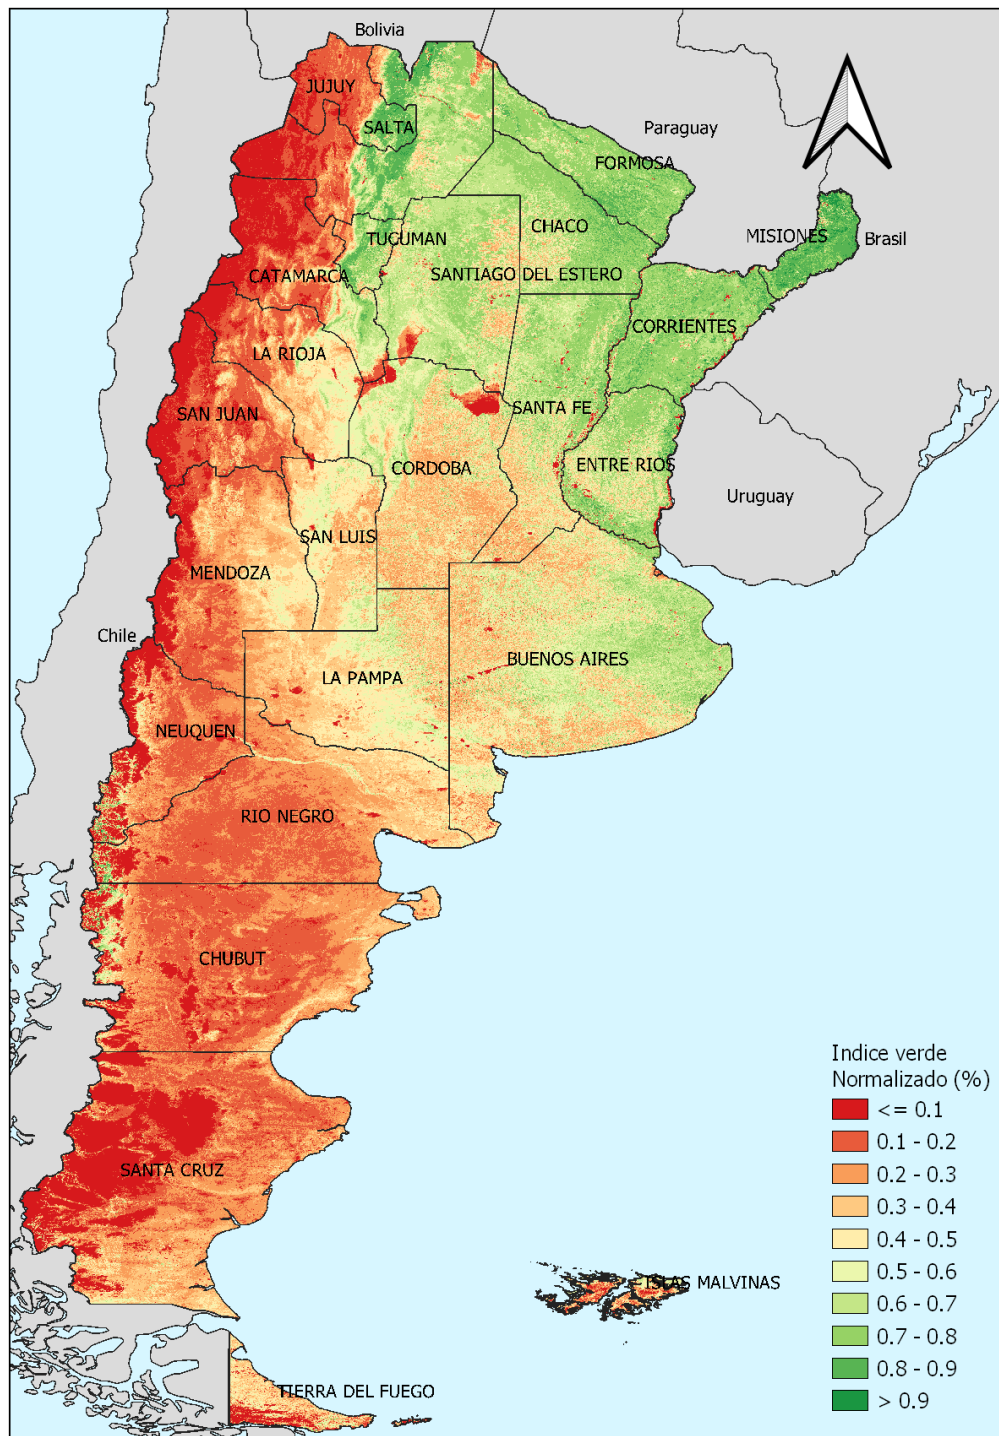 Bolivia
JUJUY
SALTA
Paraguay
FORMOSA
CHACO
MISIONES
Brasil
TUCUMAN
CATAMARCA
SANTIAGO DEL ESTERO
CORRIENTES
LA RIOJA
SAN JUAN
SANTA FE
CORDOBA
ENTRE RIOS
Uruguay
SAN LUIS
MENDOZA
Chile
BUENOS AIRES
LA PAMPA
NEUQUEN
RIO NEGRO
CHUBUT
SANTA CRUZ
ISLAS MALVINAS
TIERRA DEL FUEGO
Indice verde
Normalizado (%)
<= 0.1
0.1 - 0.2
0.2 - 0.3
0.3 - 0.4
0.4 - 0.5
0.5 - 0.6
0.6 - 0.7
0.7 - 0.8
0.8 - 0.9
> 0.9